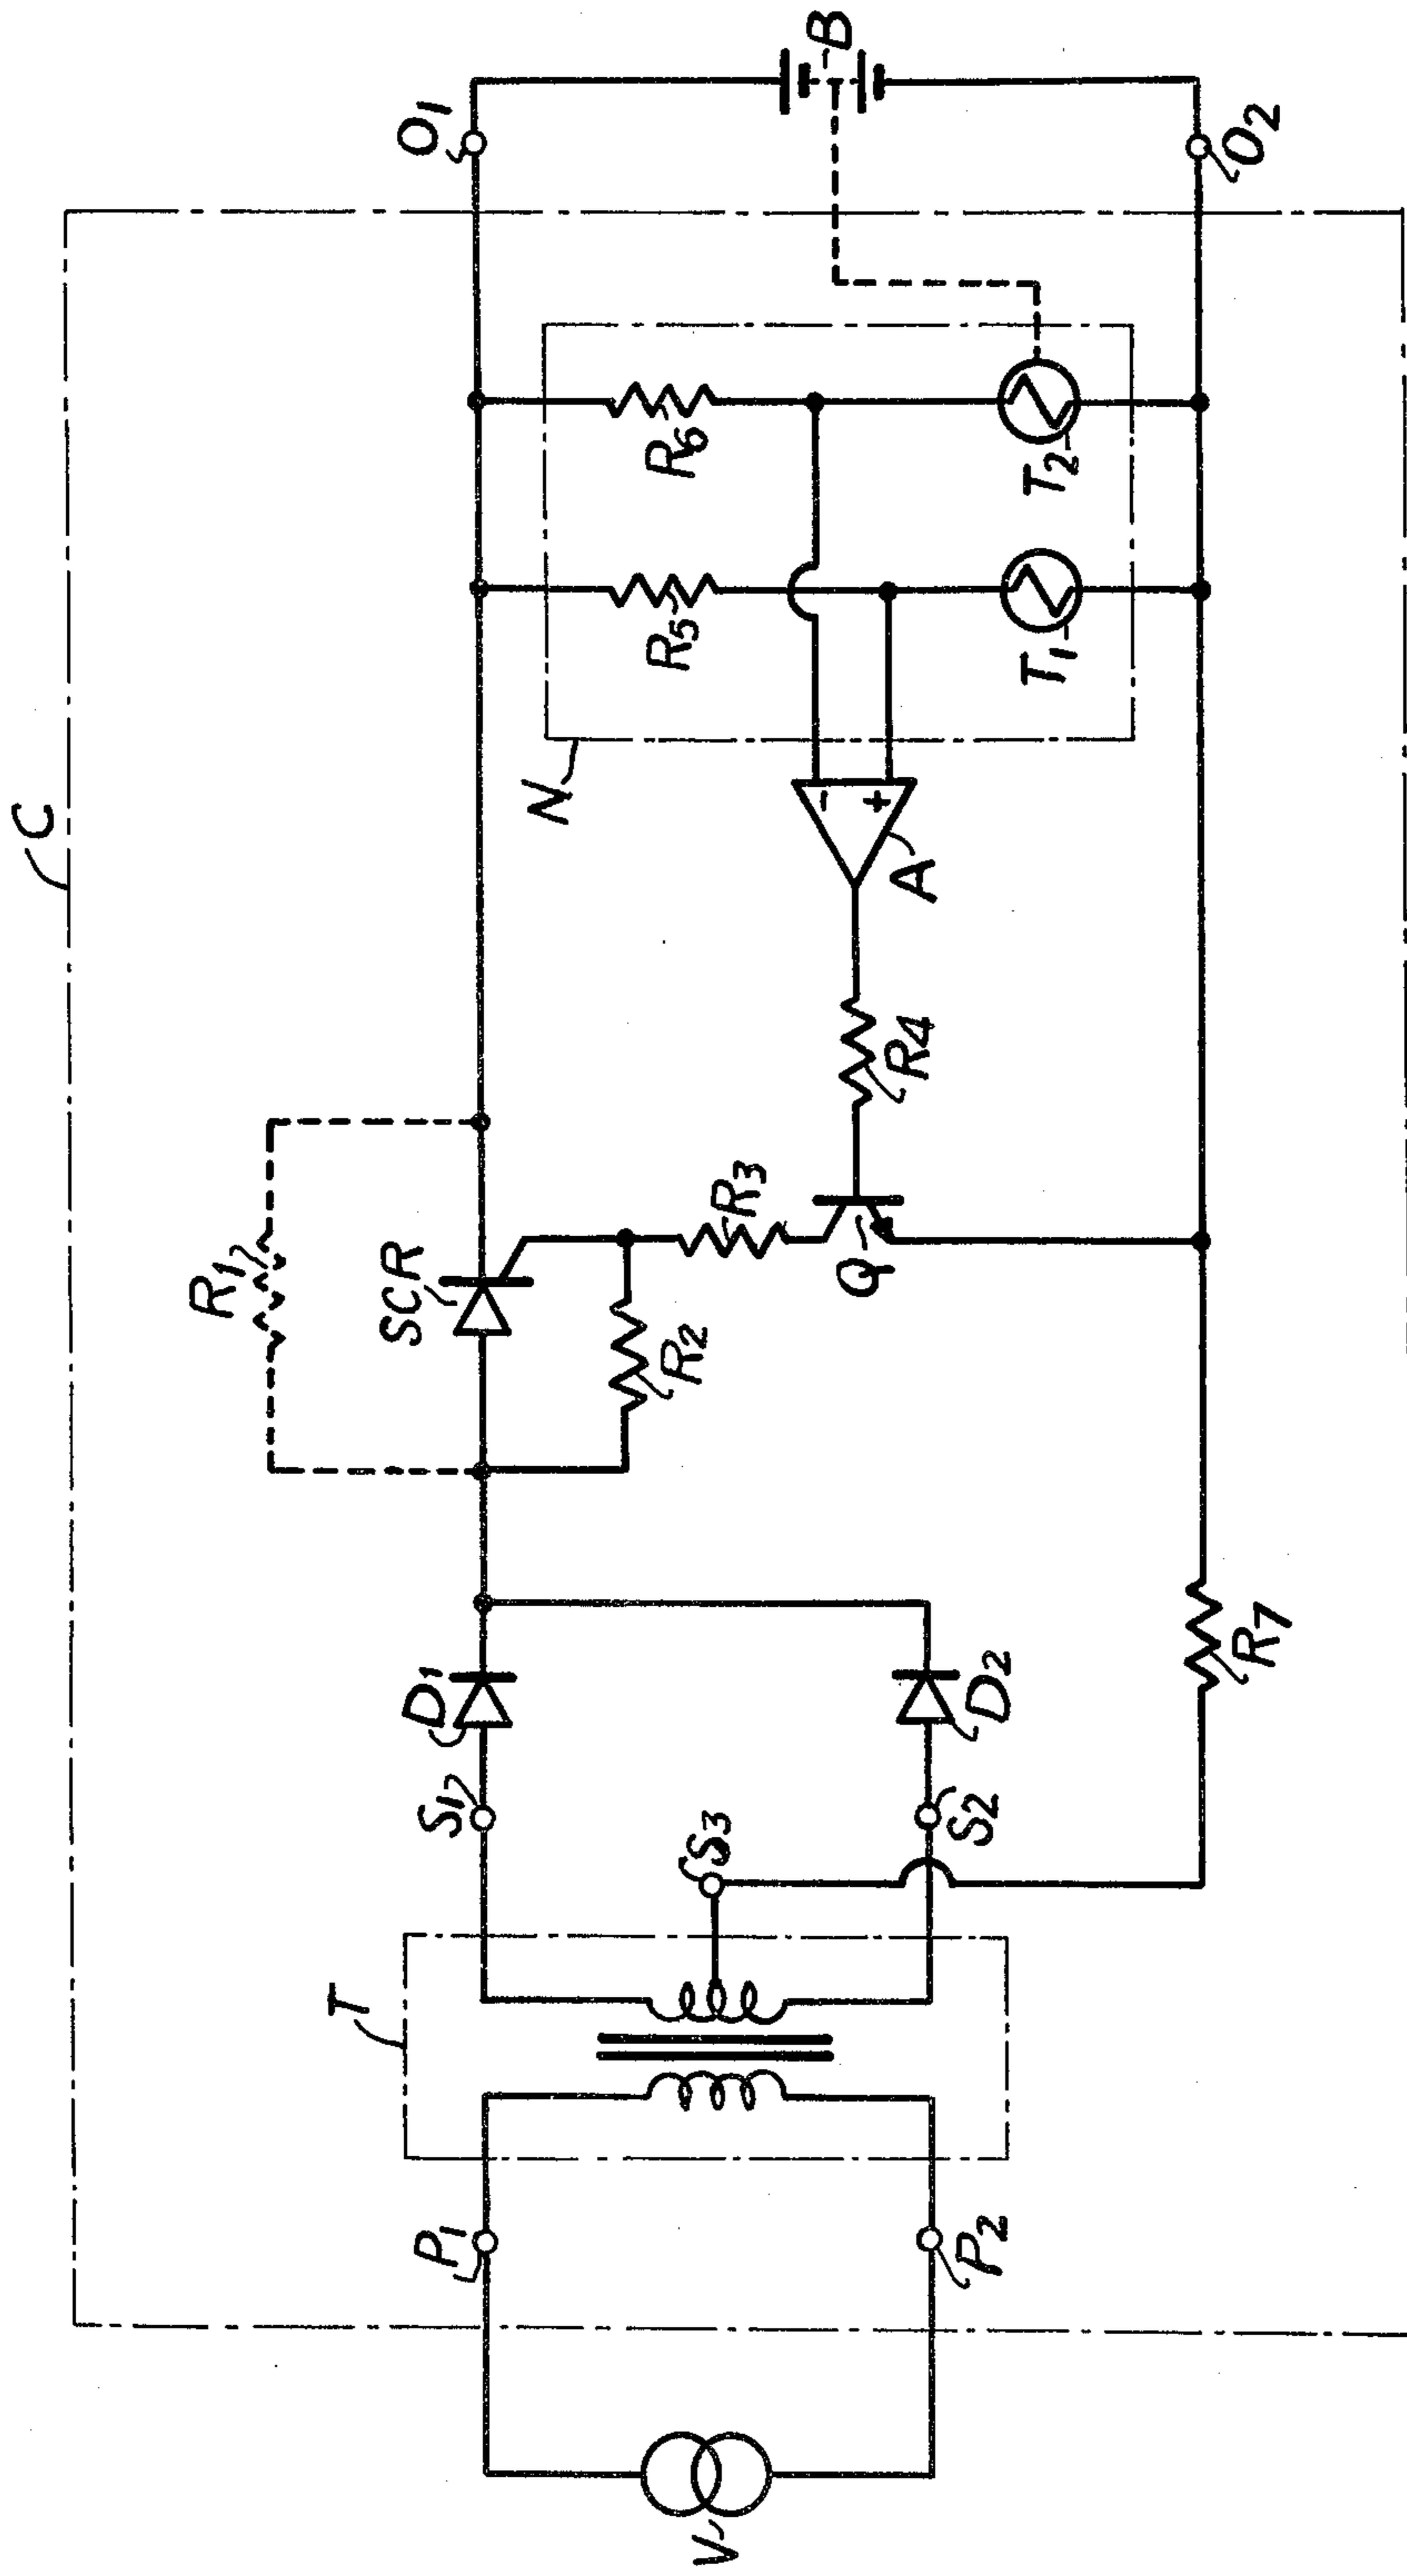 C
T
V
P1
P2
S1
S3
S2
D1
D2
R1
SCR
R2
R3
Q
R4
A
-
+
N
R5
R6
T1
T2
R7
O1
O2
B